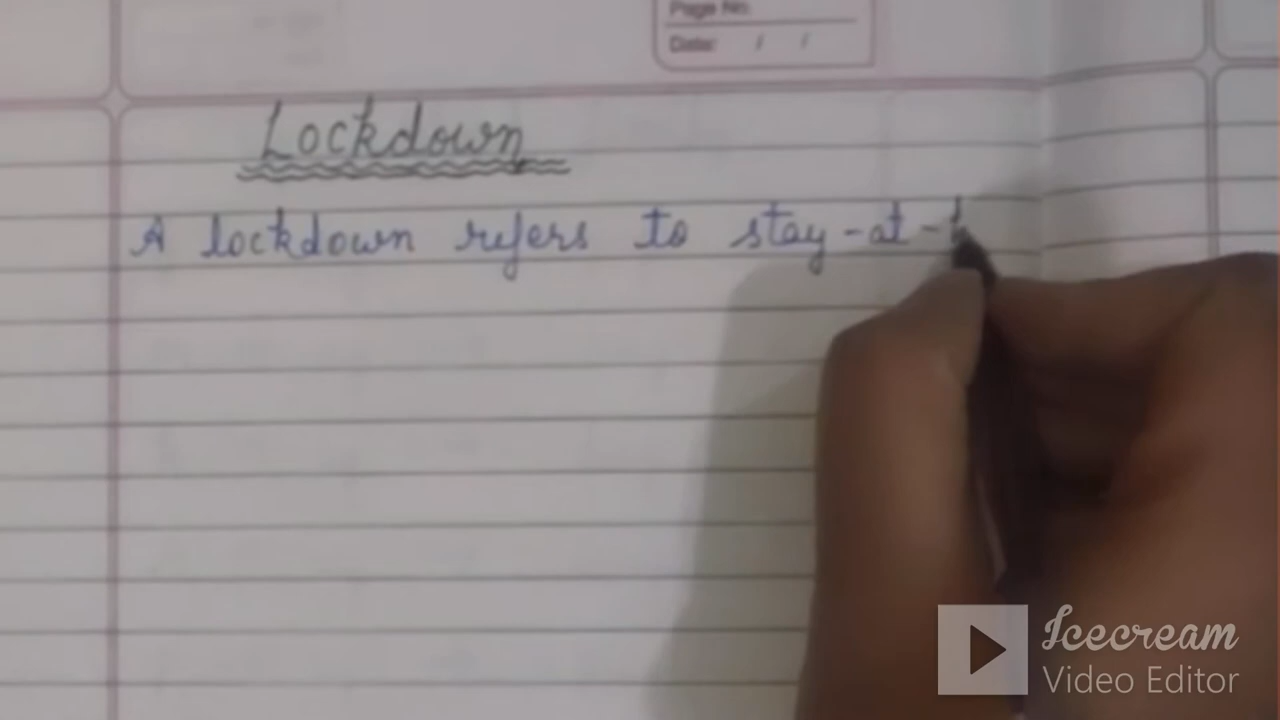 Page No.
Date: / /
Lockdown
A lockdown refers to stay-at-h
Icecream
Video Editor